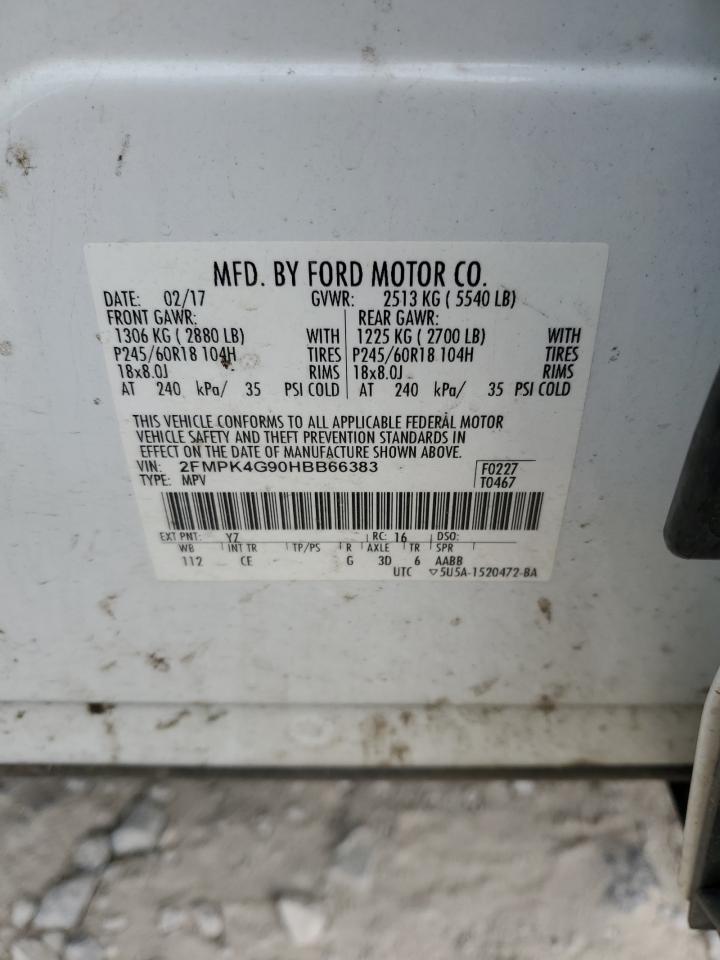 MFD. BY FORD MOTOR CO.
DATE: 02/17 GVWR: 2513 KG ( 5540 LB)
FRONT GAWR: REAR GAWR:
1306 KG ( 2880 LB) WITH 1225 KG ( 2700 LB) WITH
P245/60R18 104H TIRES P245/60R18 104H TIRES
18x8.0J RIMS 18x8.0J RIMS
AT 240 kPa/ 35 PSI COLD AT 240 kPa/ 35 PSI COLD
THIS VEHICLE CONFORMS TO ALL APPLICABLE FEDERAL MOTOR
VEHICLE SAFETY AND THEFT PREVENTION STANDARDS IN
EFFECT ON THE DATE OF MANUFACTURE SHOWN ABOVE.
VIN: 2FMPK4G90HBB66383 F0227
TYPE: MPV T0467
EXT PNT: YZ RC: 16 DSO:
WB INT TR TP/PS R AXLE TR SPR
112 CE G 3D 6 AABB
UTC ▽5U5A-1520472-BA